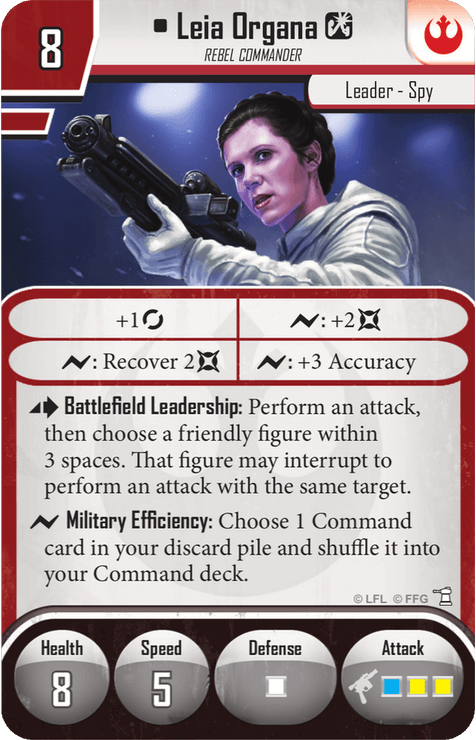 8
Leia Organa
REBEL COMMANDER
Leader - Spy
+1
: +2
: Recover 2
: +3 Accuracy
Battlefield Leadership: Perform an attack,
then choose a friendly figure within
3 spaces. That figure may interrupt to
perform an attack with the same target.
Military Efficiency: Choose 1 Command
card in your discard pile and shuffle it into
your Command deck.
© LFL © FFG
Health
8
Speed
5
Defense
Attack